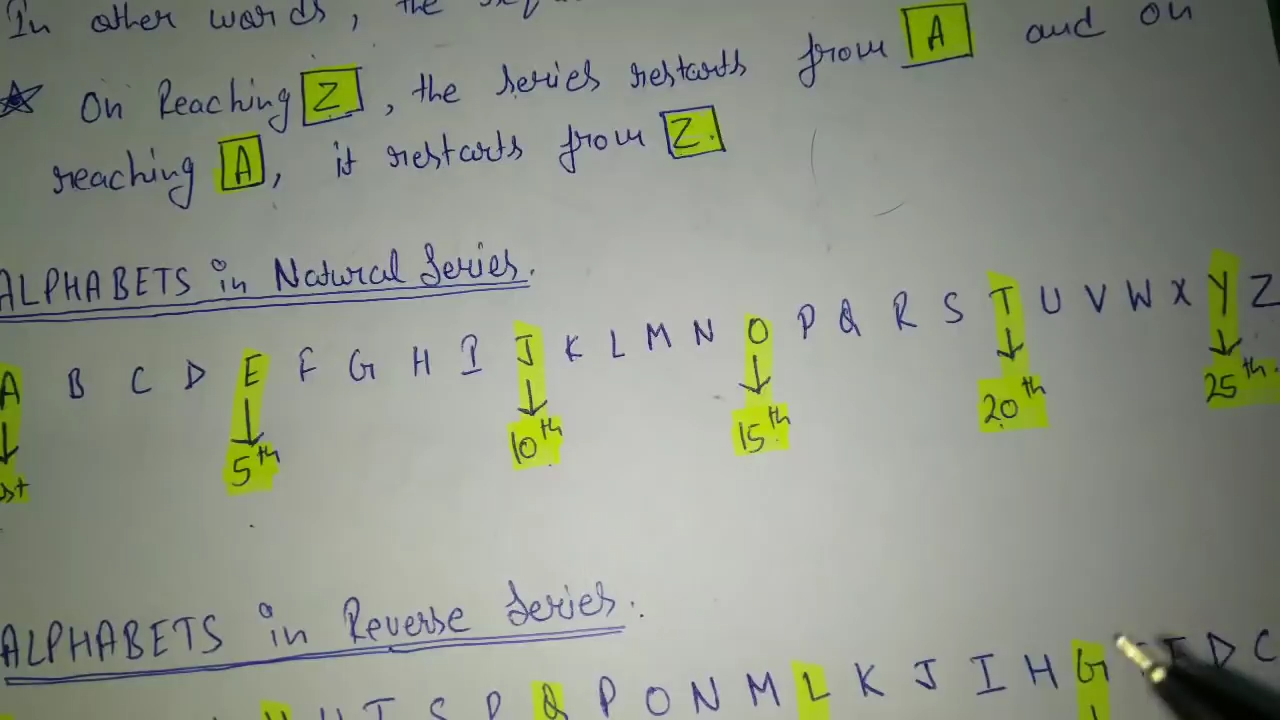 In other words, the
☆ On Reaching Z, the series restarts from A and on
reaching A, it restarts from Z.
ALPHABETS in Natural Series.
A B C D E F G H I J K L M N O P Q R S T U V W X Y Z
5th 10th 15th 20th 25th.
ALPHABETS in Reverse Series.
S R Q P O N M L K J I H G D C